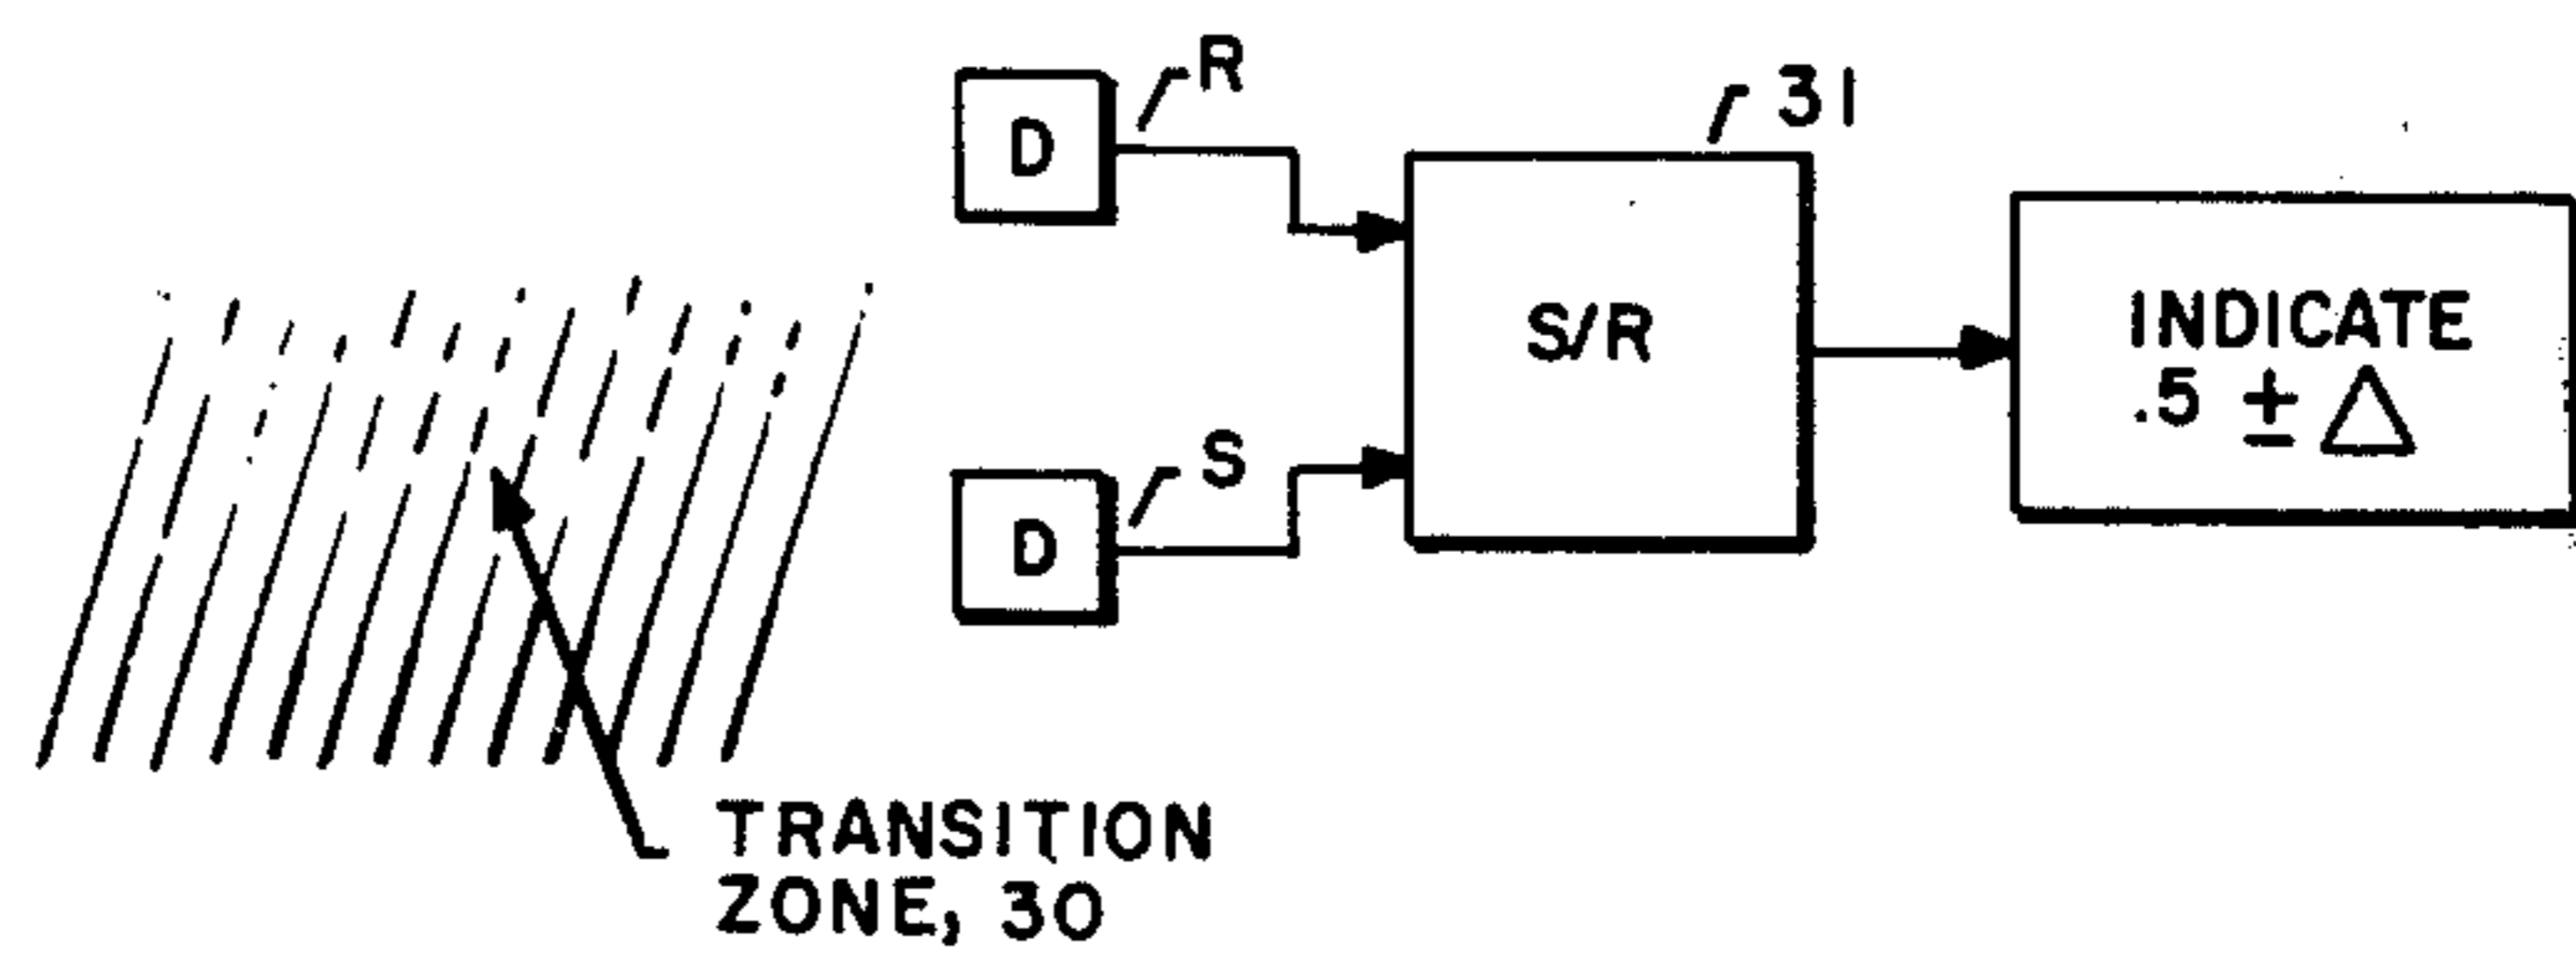 R
D
31
S/R
INDICATE
.5 ± △
S
D
TRANSITION
ZONE, 30